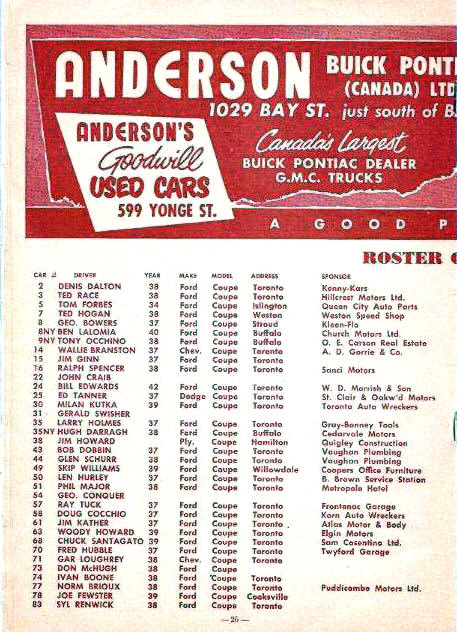 ANDERSON BUICK PONTI
(CANADA) LTD
1029 BAY ST. just south of B
ANDERSON'S
Goodwill
USED CARS
599 YONGE ST.
Canada's Largest
BUICK PONTIAC DEALER
G.M.C. TRUCKS
A GOOD P
ROSTER
CAR # DRIVER YEAR MAKE MODEL ADDRESS SPONSOR
2 DENIS DALTON 38 Ford Coupe Toronto Kenny-Kars
3 TED RACE 38 Ford Coupe Toronto Hillcrest Motors Ltd.
5 TOM FORBES 34 Ford Coupe Islington Queen City Auto Parts
7 TED HOGAN 38 Ford Coupe Weston Weston Speed Shop
8 GEO. BOWERS 37 Ford Coupe Stroud Kleen-Flo
8NY BEN LALOMIA 40 Ford Coupe Buffalo Church Motors Ltd.
9NY TONY OCCHINO 38 Ford Coupe Buffalo O. E. Carson Real Estate
14 WALLIE BRANSTON 37 Chev. Coupe Toronto A. D. Gorrie & Co.
15 JIM GINN 37 Ford Coupe Toronto
16 RALPH SPENCER 38 Ford Coupe Toronto Sunci Motors
22 JOHN CRAIB
24 BILL EDWARDS 42 Ford Coupe Toronto W. D. Morrish & Son
25 ED TANNER 37 Dodge Coupe Toronto St. Clair & Oakw'd Motors
30 MILAN KUTKA 39 Ford Coupe Toronto Toronto Auto Wreckers
31 GERALD SWISHER
35 LARRY HOLMES 37 Ford Coupe Toronto Gray-Bonney Tools
35NY HUGH DARRAGH 38 Ford Coupe Buffalo Cedarvale Motors
38 JIM HOWARD Ply. Coupe Hamilton Quigley Construction
43 BOB DOBBIN 37 Ford Coupe Toronto Vaughan Plumbing
44 GLEN SCHURR 38 Ford Coupe Toronto Vaughan Plumbing
49 SKIP WILLIAMS 39 Ford Coupe Willowdale Coopers Office Furniture
50 LEN HURLEY 37 Ford Coupe Toronto B. Brown Service Station
51 PHIL MAJOR 38 Ford Coupe Toronto Metropole Hotel
54 GEO. CONQUER
57 RAY TUCK 37 Ford Coupe Toronto Frontenac Garage
58 DOUG COCCHIO 37 Ford Coupe Toronto Korn Auto Wreckers
61 JIM KATHER 37 Ford Coupe Toronto Atlas Motor & Body
63 WOODY HOWARD 39 Ford Coupe Toronto Elgin Motors
68 CHUCK SANTAGATO 39 Ford Coupe Toronto Sam Cosentino Ltd.
70 FRED HUBBLE 37 Ford Coupe Toronto Twyford Garage
71 GAR LOUGHREY 38 Chev. Coupe Toronto
73 DON McHUGH 38 Ford Coupe
74 IVAN BOONE 38 Ford Coupe Toronto
77 NORM BRIOUX 38 Ford Coupe Toronto Puddicombe Motors Ltd.
78 JOE FEWSTER 39 Ford Coupe Cooksville
83 SYL RENWICK 38 Ford Coupe Toronto